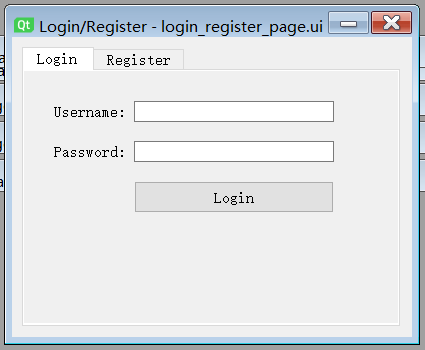 Qt Login/Register - login_register_page.ui
Login Register
Username:
Password:
Login